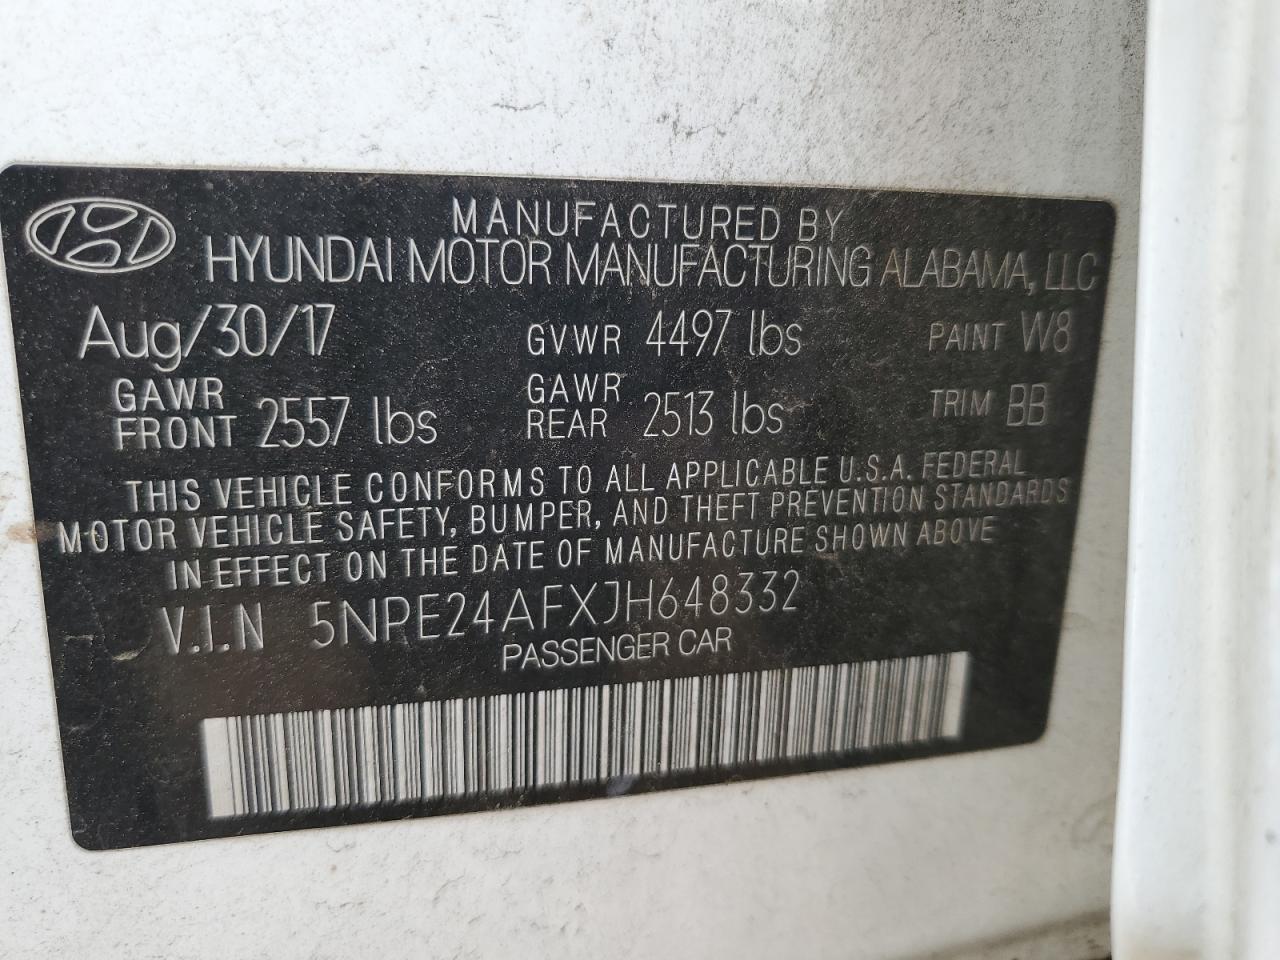 MANUFACTURED BY
HYUNDAI MOTOR MANUFACTURING ALABAMA, LLC
Aug/30/17 GVWR 4497 lbs PAINT W8
GAWR FRONT 2557 lbs GAWR REAR 2513 lbs TRIM BB
THIS VEHICLE CONFORMS TO ALL APPLICABLE U.S.A. FEDERAL
MOTOR VEHICLE SAFETY, BUMPER, AND THEFT PREVENTION STANDARDS
IN EFFECT ON THE DATE OF MANUFACTURE SHOWN ABOVE
V.I.N 5NPE24AFXJH648332
PASSENGER CAR